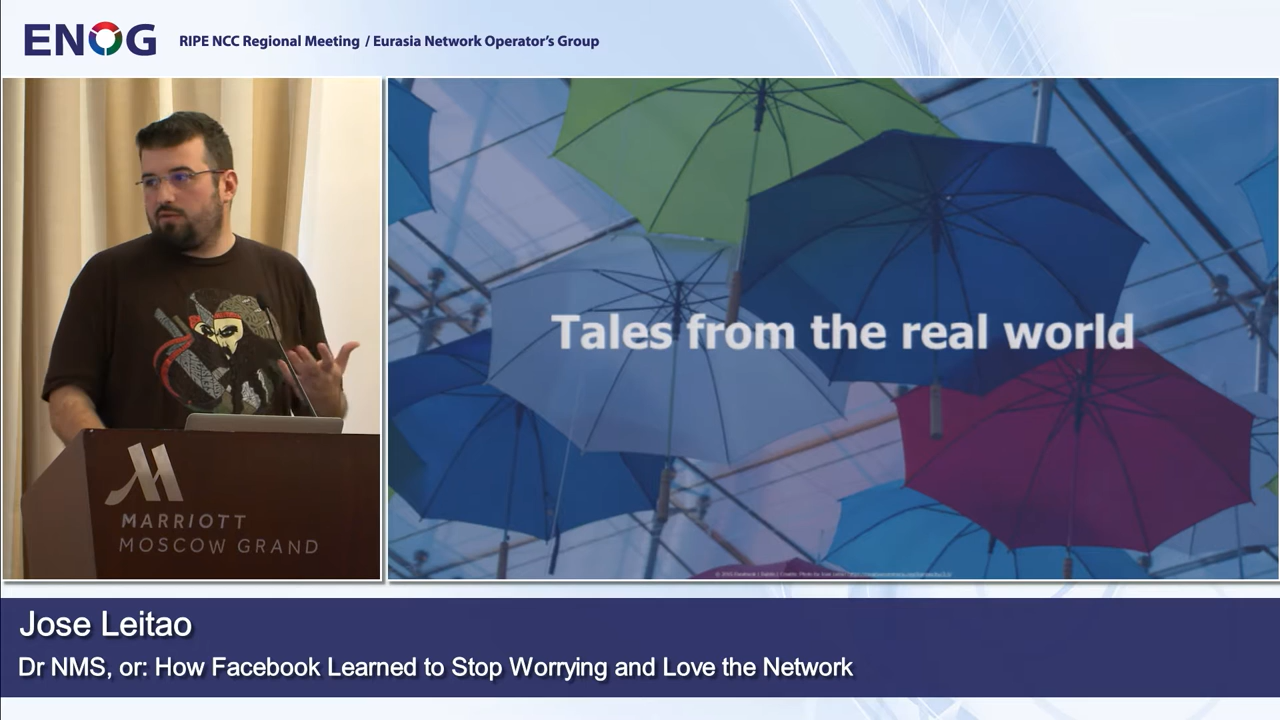 ENOG
RIPE NCC Regional Meeting / Eurasia Network Operator's Group
Tales from the real world
MARRIOTT
MOSCOW GRAND
Jose Leitao
Dr NMS, or: How Facebook Learned to Stop Worrying and Love the Network